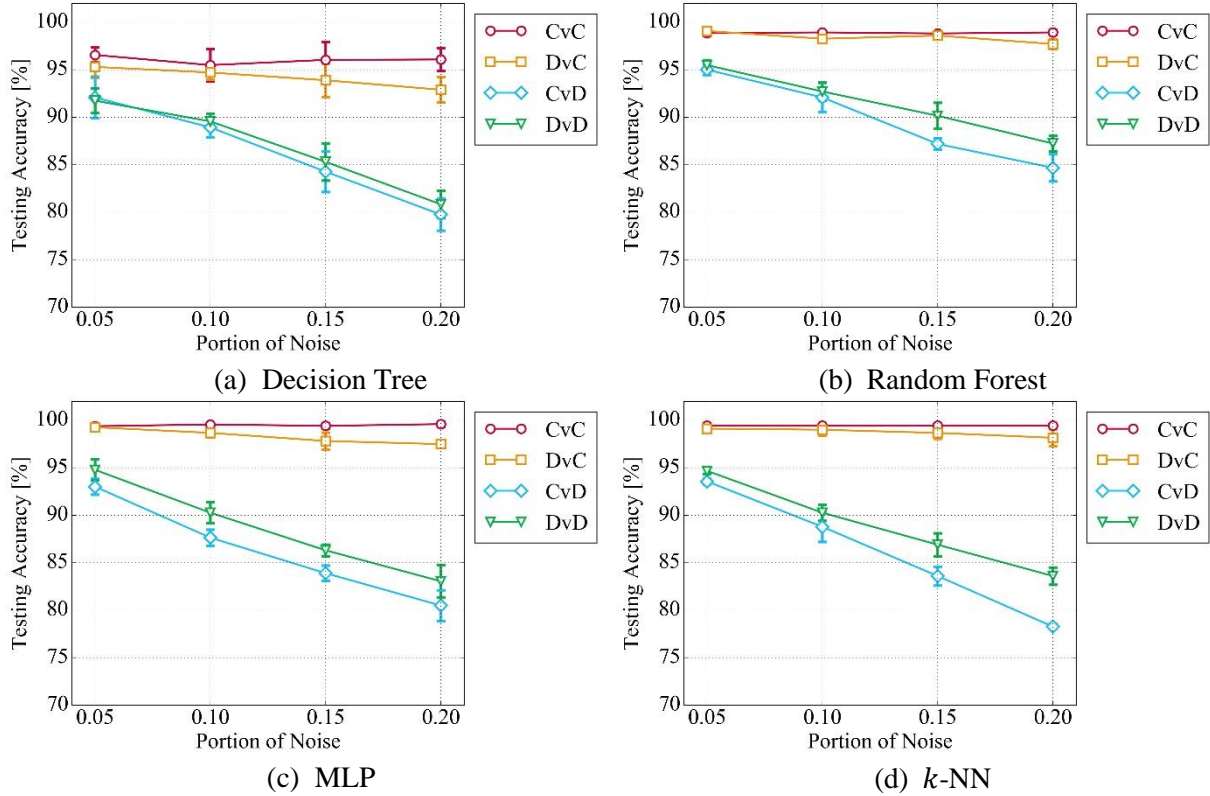 100
95
90
85
80
75
70
Testing Accuracy [%]
0.05 0.10 0.15 0.20
Portion of Noise
CvC
DvC
CvD
DvD
(a) Decision Tree
100
95
90
85
80
75
70
Testing Accuracy [%]
0.05 0.10 0.15 0.20
Portion of Noise
CvC
DvC
CvD
DvD
(b) Random Forest
100
95
90
85
80
75
70
Testing Accuracy [%]
0.05 0.10 0.15 0.20
Portion of Noise
CvC
DvC
CvD
DvD
(c) MLP
100
95
90
85
80
75
70
Testing Accuracy [%]
0.05 0.10 0.15 0.20
Portion of Noise
CvC
DvC
CvD
DvD
(d) k-NN